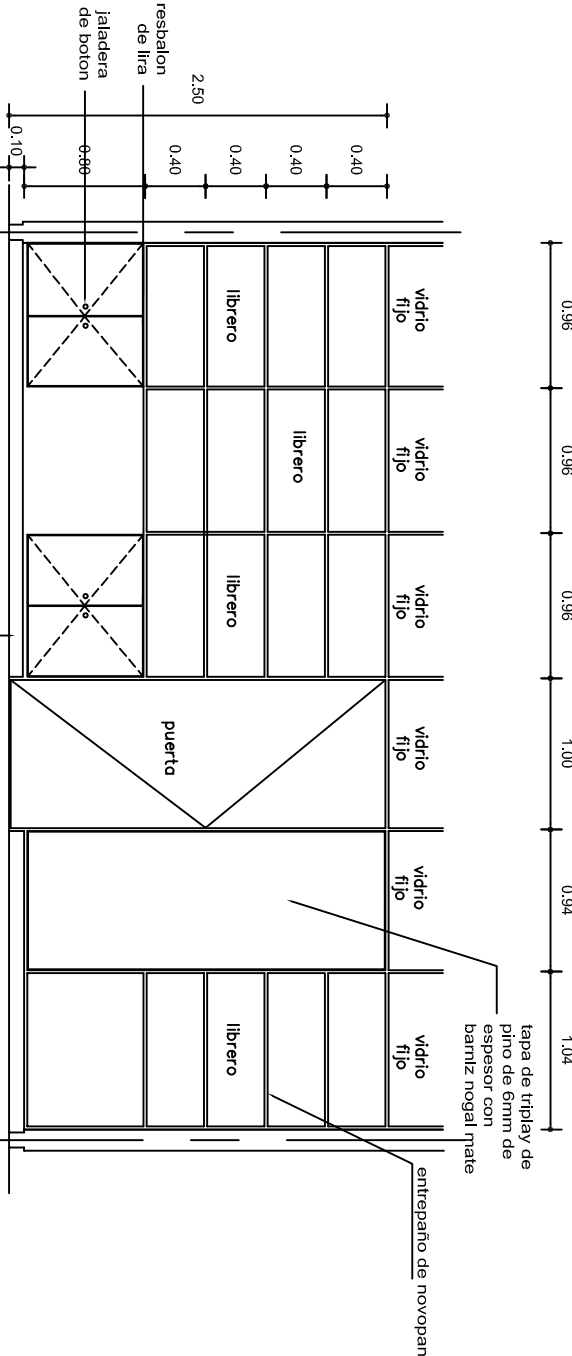 0.96
0.96
0.96
1.00
0.94
1.04
tapa de triplay de
pino de 6mm de
espesor con
barniz nogal mate
entrepaño de novopan
vidrio
fijo
vidrio
fijo
vidrio
fijo
vidrio
fijo
vidrio
fijo
vidrio
fijo
librero
librero
librero
puerta
librero
2.50
0.40
0.40
0.40
0.40
0.80
0.10
resbalon
de lira
jaladera
de boton